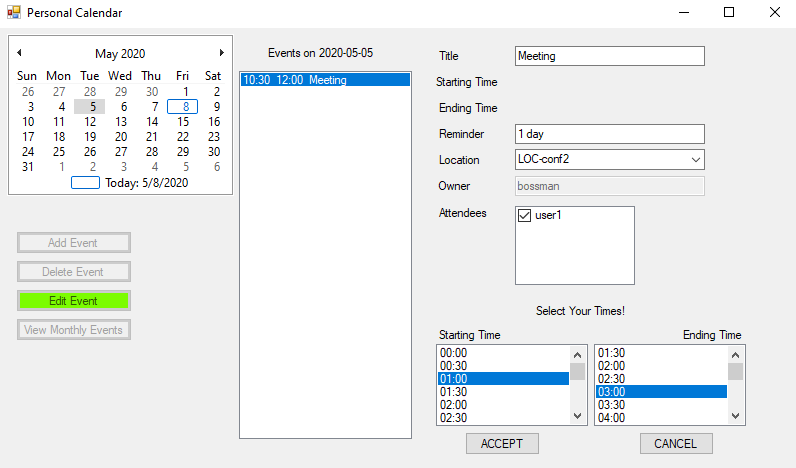 Personal Calendar
May 2020
Sun Mon Tue Wed Thu Fri Sat
26 27 28 29 30 1 2
3 4 5 6 7 8 9
10 11 12 13 14 15 16
17 18 19 20 21 22 23
24 25 26 27 28 29 30
31 1 2 3 4 5 6
Today: 5/8/2020
Add Event
Delete Event
Edit Event
View Monthly Events
Events on 2020-05-05
10:30 12:00 Meeting
Title Meeting
Starting Time
Ending Time
Reminder 1 day
Location LOC-conf2
Owner bossman
Attendees user1
Select Your Times!
Starting Time Ending Time
00:00 01:30
00:30 02:00
01:00 02:30
01:30 03:00
02:00 03:30
02:30 04:00
ACCEPT CANCEL